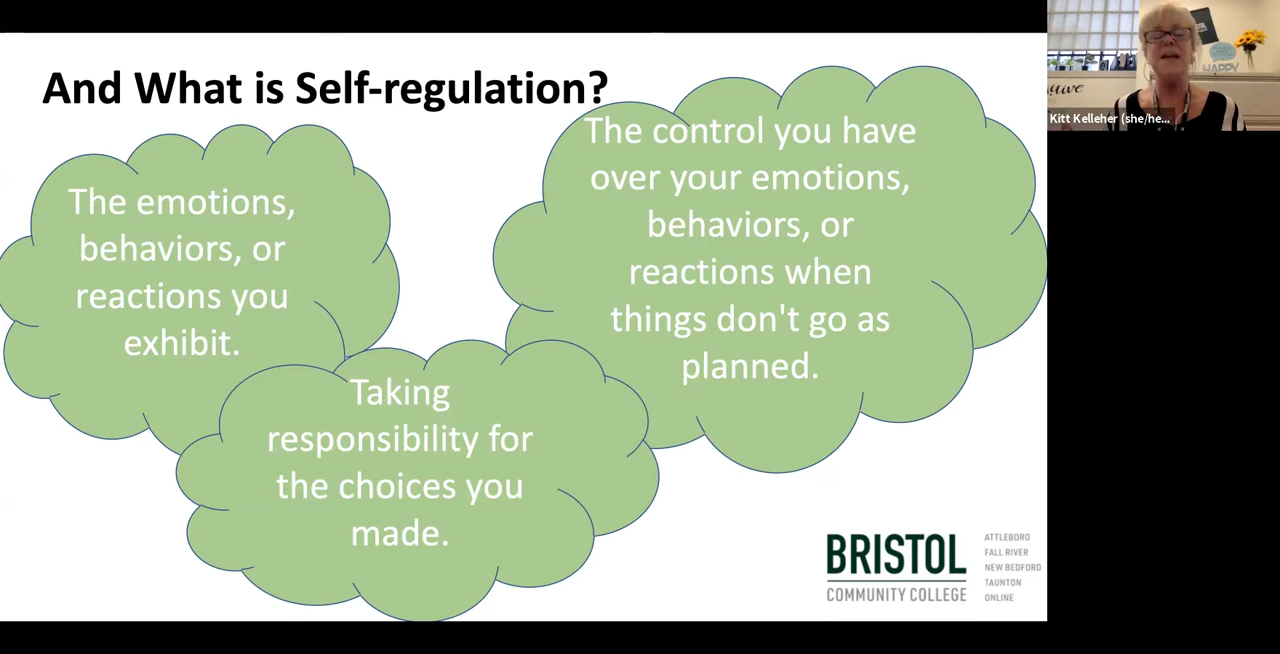 And What is Self-regulation?
The emotions,
behaviors, or
reactions you
exhibit.
The control you have
over your emotions,
behaviors, or
reactions when
things don't go as
planned.
Taking
responsibility for
the choices you
made.
BRISTOL
COMMUNITY COLLEGE
ATTLEBORO
FALL RIVER
NEW BEDFORD
TAUNTON
ONLINE
BRISTOL
HAPPY
Kitt Kelleher (she/he...